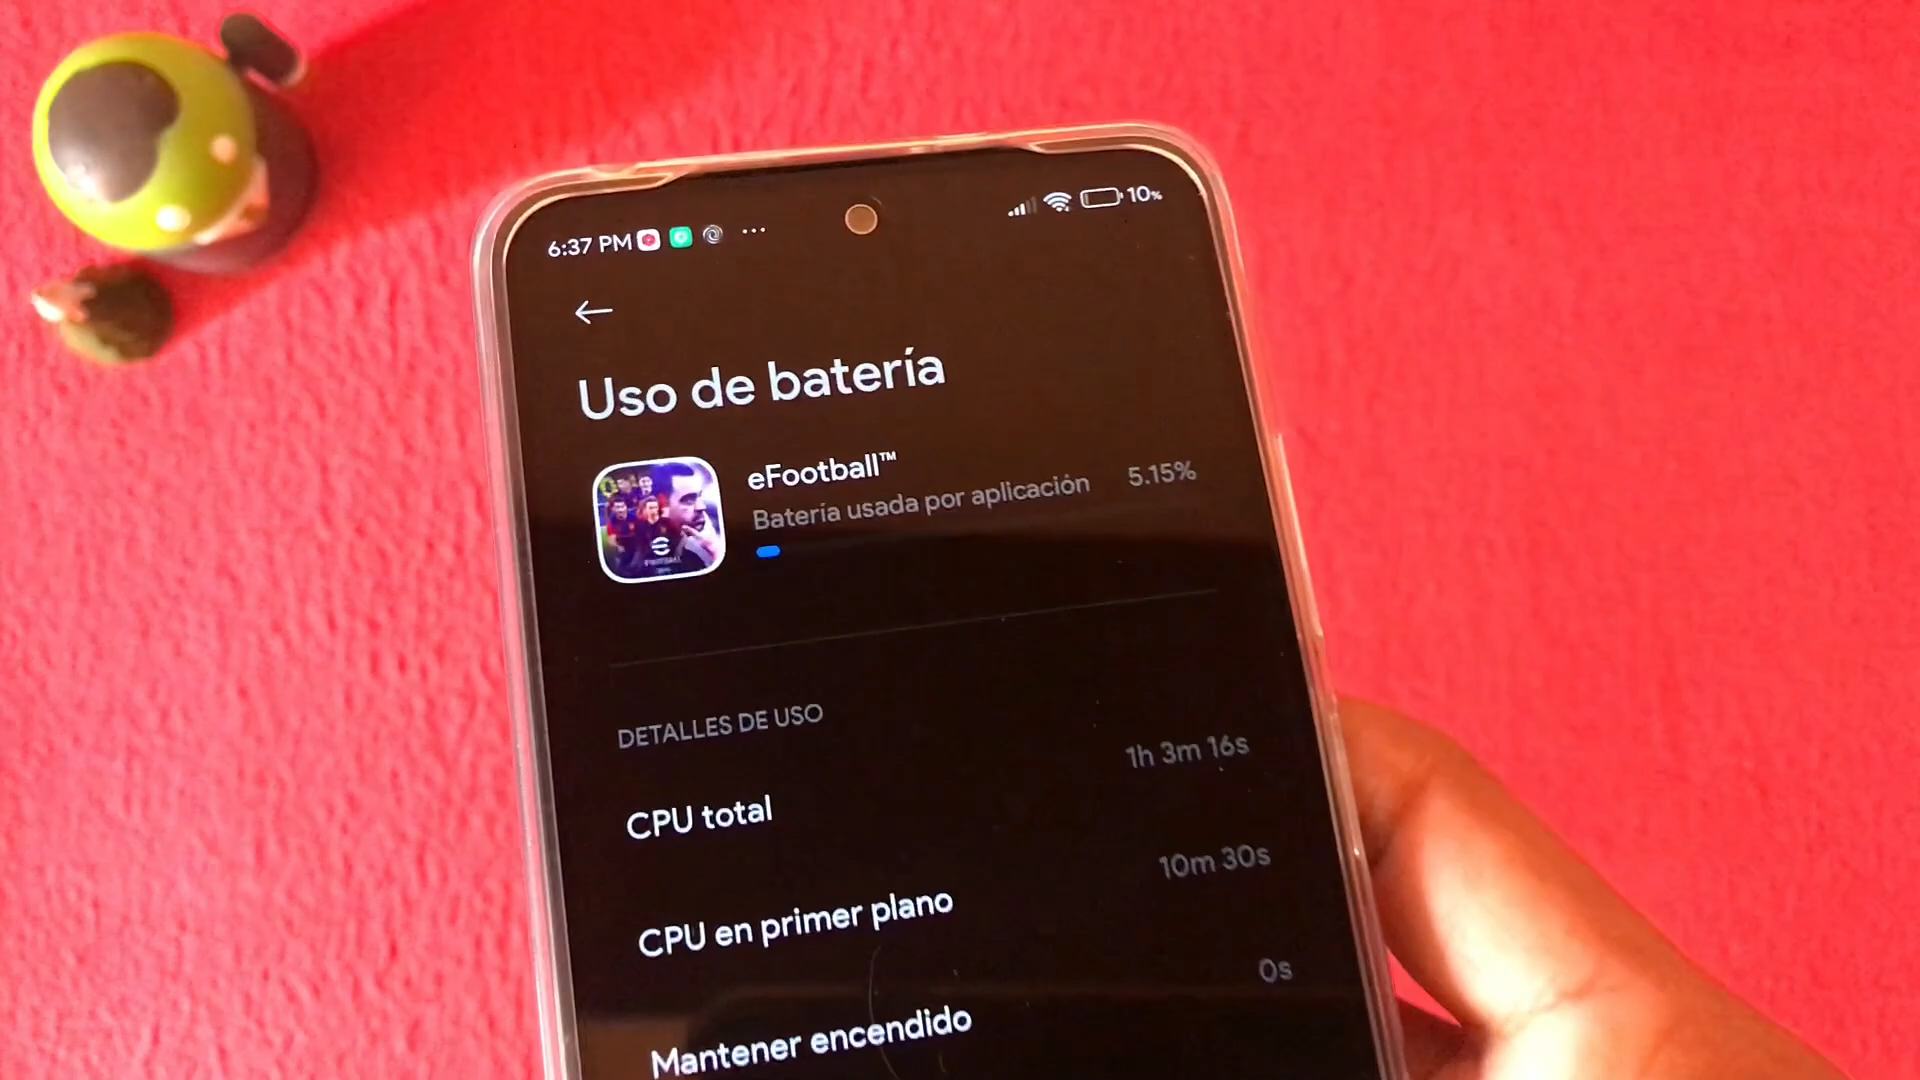 6:37 PM ... 10%
Uso de batería
eFootball™
Batería usada por aplicación 5.15%
DETALLES DE USO
CPU total 1h 3m 16s
CPU en primer plano 10m 30s
Mantener encendido 0s